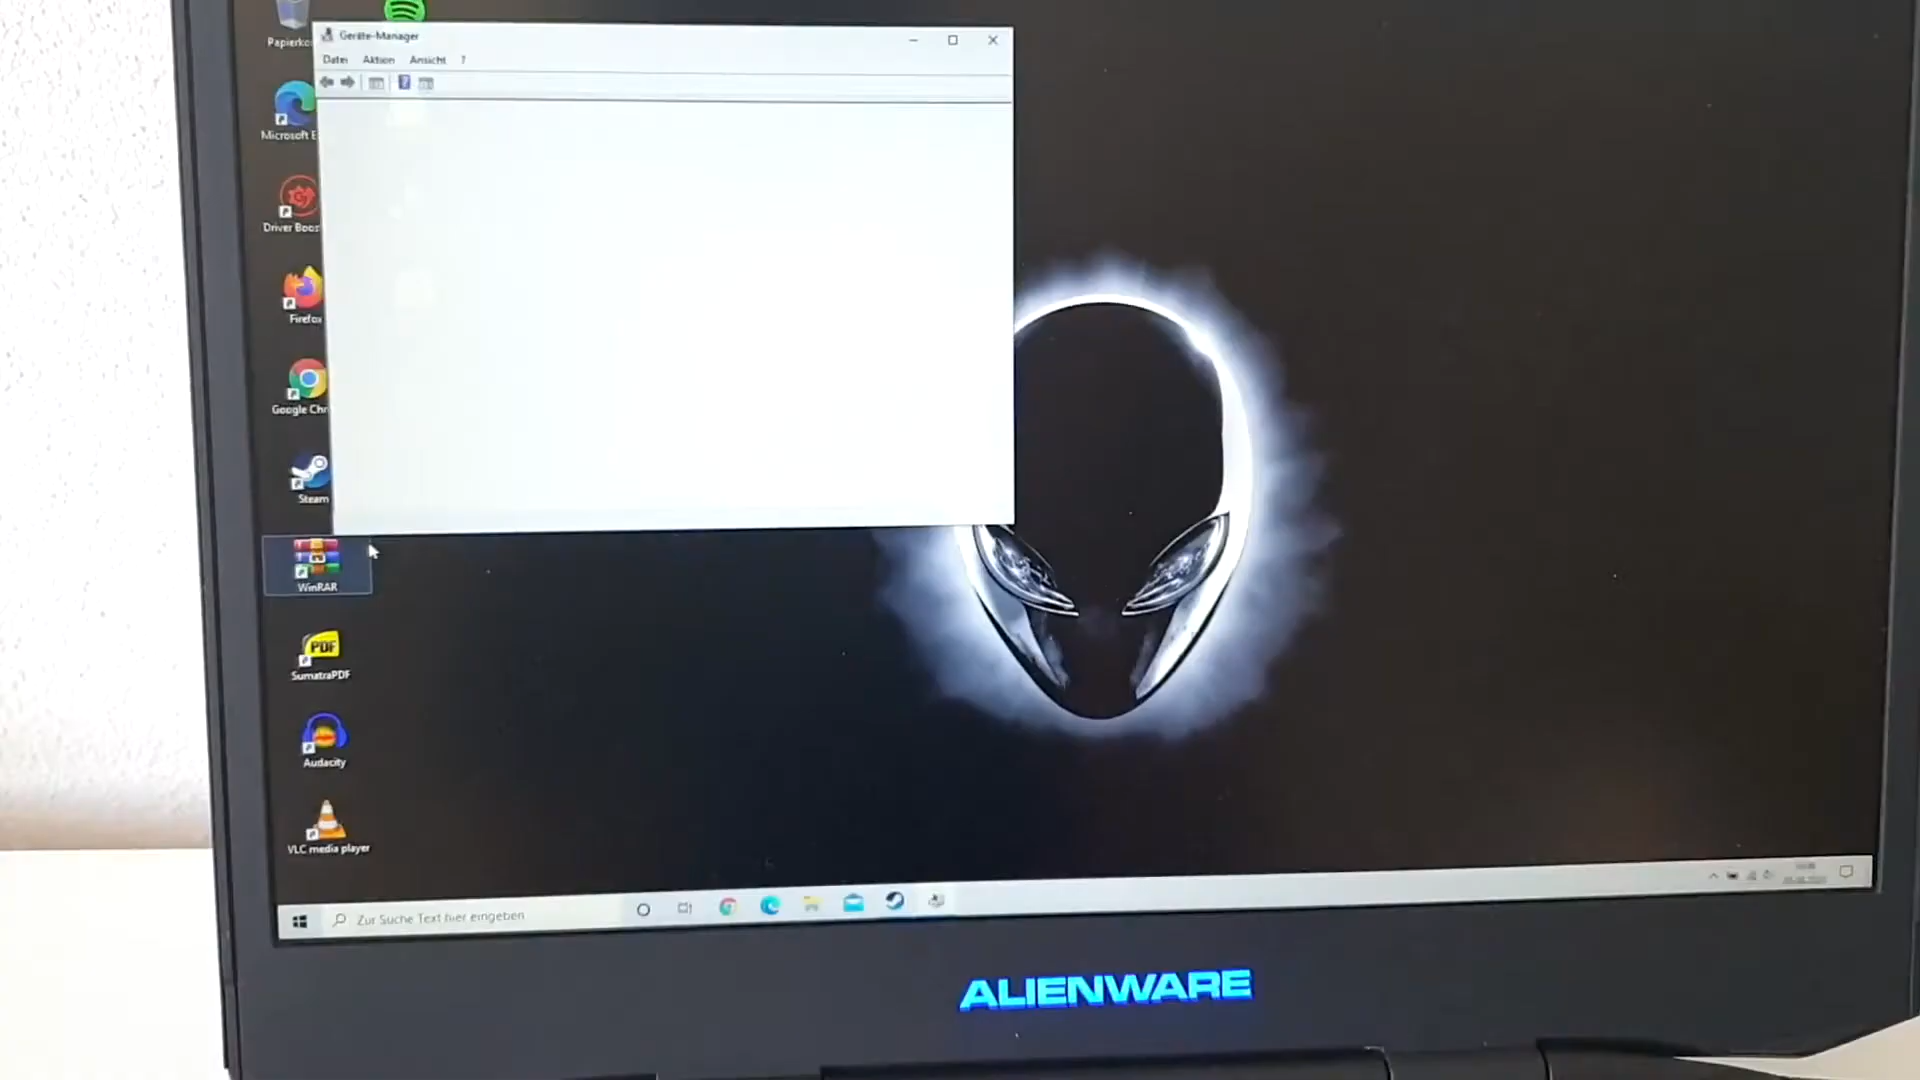 Papierko
Geräte-Manager
Datei Aktion Ansicht ?
Microsoft E
Driver Boos
Firefox
Google Chr
Steam
WinRAR
PDF
SumatraPDF
Audacity
VLC media player
Zur Suche Text hier eingeben
ALIENWARE